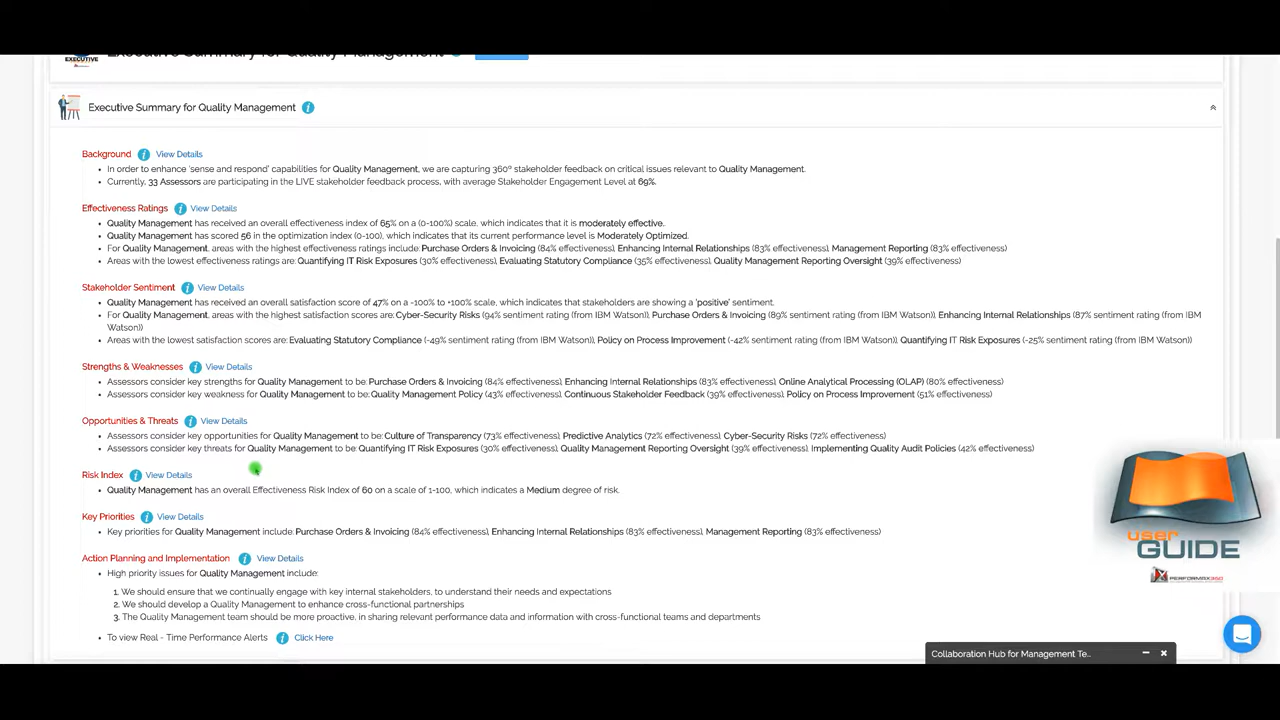 EXECUTIVE
Executive Summary for Quality Management
Executive Summary for Quality Management
Background View Details
• In order to enhance 'sense and respond' capabilities for Quality Management, we are capturing 360º stakeholder feedback on critical issues relevant to Quality Management.
• Currently, 33 Assessors are participating in the LIVE stakeholder feedback process, with average Stakeholder Engagement Level at 69%.
Effectiveness Ratings View Details
• Quality Management has received an overall effectiveness index of 65% on a (0-100%) scale, which indicates that it is moderately effective.
• Quality Management has scored 56 in the optimization index (0-100), which indicates that its current performance level is Moderately Optimized.
• For Quality Management, areas with the highest effectiveness ratings include: Purchase Orders & Invoicing (84% effectiveness), Enhancing Internal Relationships (83% effectiveness), Management Reporting (83% effectiveness)
• Areas with the lowest effectiveness ratings are: Quantifying IT Risk Exposures (30% effectiveness), Evaluating Statutory Compliance (35% effectiveness), Quality Management Reporting Oversight (39% effectiveness)
Stakeholder Sentiment View Details
• Quality Management has received an overall satisfaction score of 47% on a -100% to +100% scale, which indicates that stakeholders are showing a 'positive' sentiment.
• For Quality Management, areas with the highest satisfaction scores are: Cyber-Security Risks (94% sentiment rating (from IBM Watson)), Purchase Orders & Invoicing (89% sentiment rating (from IBM Watson)), Enhancing Internal Relationships (87% sentiment rating (from IBM
Watson))
• Areas with the lowest satisfaction scores are: Evaluating Statutory Compliance (-49% sentiment rating (from IBM Watson)), Policy on Process Improvement (-42% sentiment rating (from IBM Watson)), Quantifying IT Risk Exposures (-25% sentiment rating (from IBM Watson))
Strengths & Weaknesses View Details
• Assessors consider key strengths for Quality Management to be: Purchase Orders & Invoicing (84% effectiveness), Enhancing Internal Relationships (83% effectiveness), Online Analytical Processing (OLAP) (80% effectiveness)
• Assessors consider key weakness for Quality Management to be: Quality Management Policy (43% effectiveness), Continuous Stakeholder Feedback (39% effectiveness), Policy on Process Improvement (51% effectiveness)
Opportunities & Threats View Details
• Assessors consider key opportunities for Quality Management to be: Culture of Transparency (73% effectiveness), Predictive Analytics (72% effectiveness), Cyber-Security Risks (72% effectiveness)
• Assessors consider key threats for Quality Management to be: Quantifying IT Risk Exposures (30% effectiveness), Quality Management Reporting Oversight (39% effectiveness), Implementing Quality Audit Policies (42% effectiveness)
Risk Index View Details
• Quality Management has an overall Effectiveness Risk Index of 60 on a scale of 1-100, which indicates a Medium degree of risk.
Key Priorities View Details
• Key priorities for Quality Management include: Purchase Orders & Invoicing (84% effectiveness), Enhancing Internal Relationships (83% effectiveness), Management Reporting (83% effectiveness)
Action Planning and Implementation View Details
• High priority issues for Quality Management include:
1. We should ensure that we continually engage with key internal stakeholders, to understand their needs and expectations
2. We should develop a Quality Management to enhance cross-functional partnerships
3. The Quality Management team should be more proactive, in sharing relevant performance data and information with cross-functional teams and departments
• To view Real - Time Performance Alerts Click Here
user
GUIDE
PERFORMAX360
Collaboration Hub for Management Te...